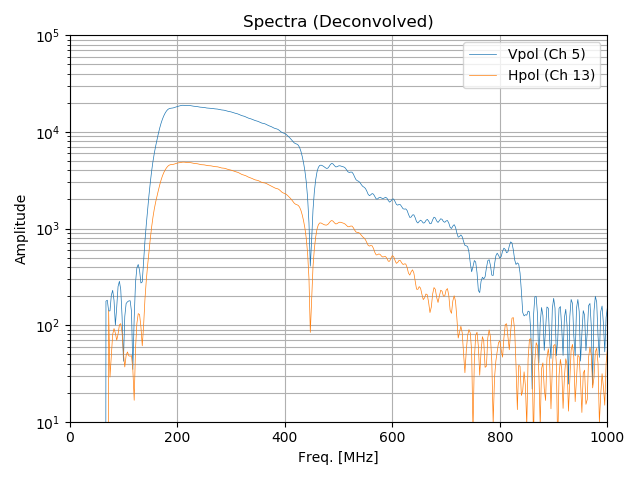 Spectra (Deconvolved)
Vpol (Ch 5)
Hpol (Ch 13)
Amplitude
10^5
10^4
10^3
10^2
10^1
0 200 400 600 800 1000
Freq. [MHz]